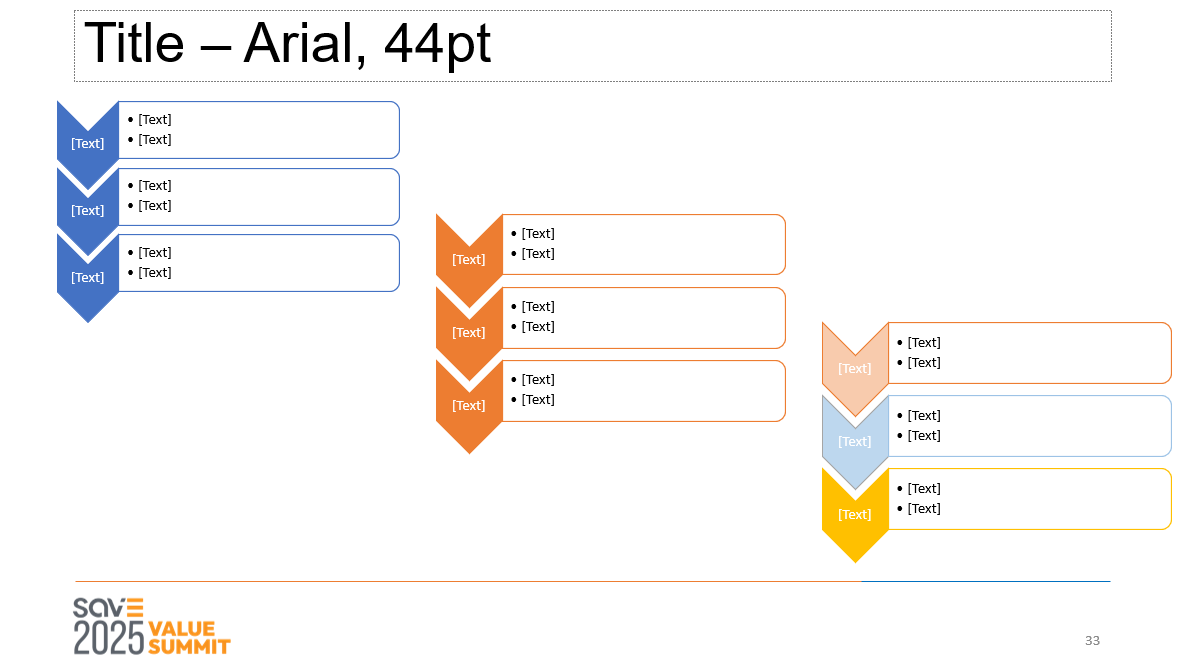 Title – Arial, 44pt
[Text]
• [Text]
• [Text]
[Text]
• [Text]
• [Text]
[Text]
• [Text]
• [Text]
[Text]
• [Text]
• [Text]
[Text]
• [Text]
• [Text]
[Text]
• [Text]
• [Text]
[Text]
• [Text]
• [Text]
[Text]
• [Text]
• [Text]
[Text]
• [Text]
• [Text]
SAVE
2025 VALUE
SUMMIT
33